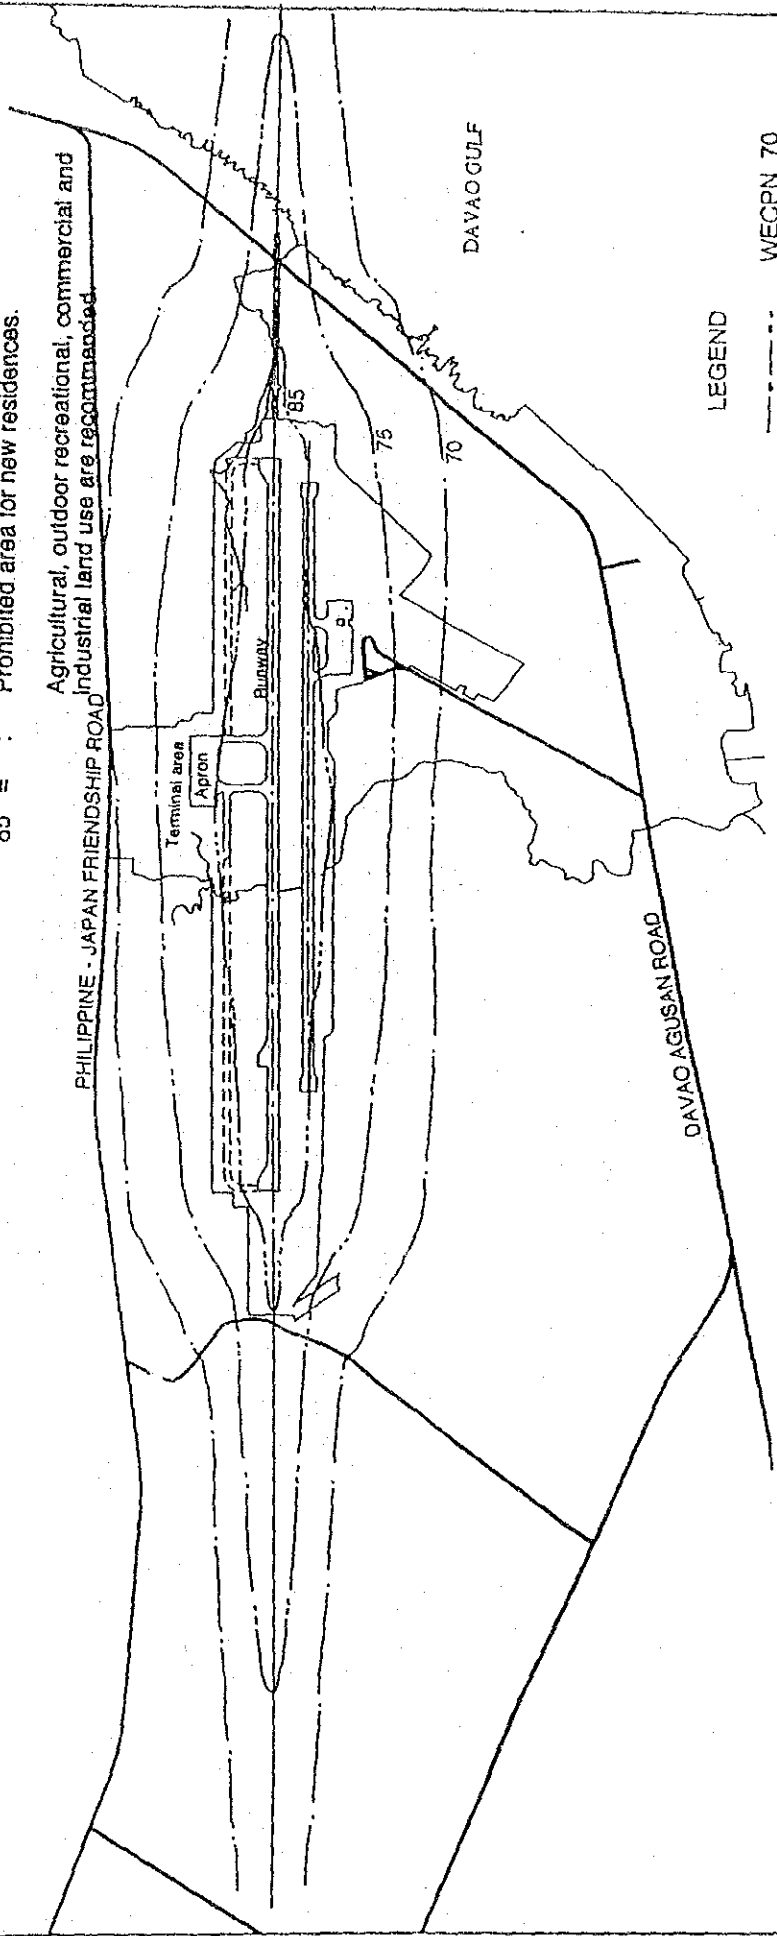 85 = : Prohibited area for new residences.
Agricultural, outdoor recreational, commercial and
industrial land use are recommended.
PHILIPPINE - JAPAN FRIENDSHIP ROAD
Terminal area
Apron
Runway
85
75
70
DAVAO GULF
DAVAO AGUSAN ROAD
LEGEND
WECPN 70